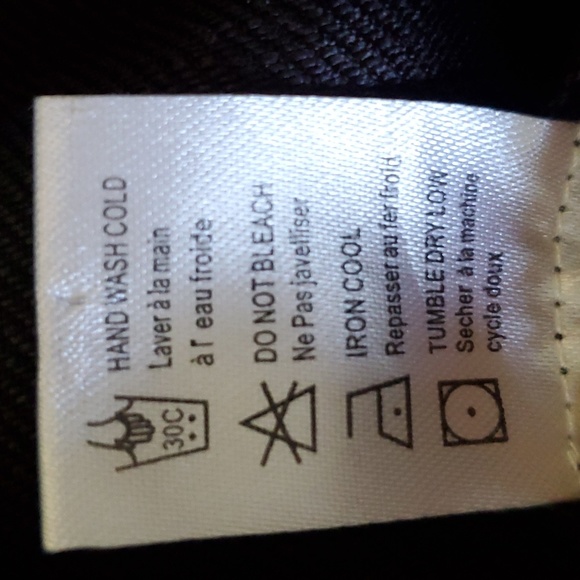 HAND WASH COLD
Laver à la main
à l' eau froide
30C
DO NOT BLEACH
Ne Pas javelliser
IRON COOL
Repasser au fer froid
TUMBLE DRY LOW
Secher à la machine
cycle doux